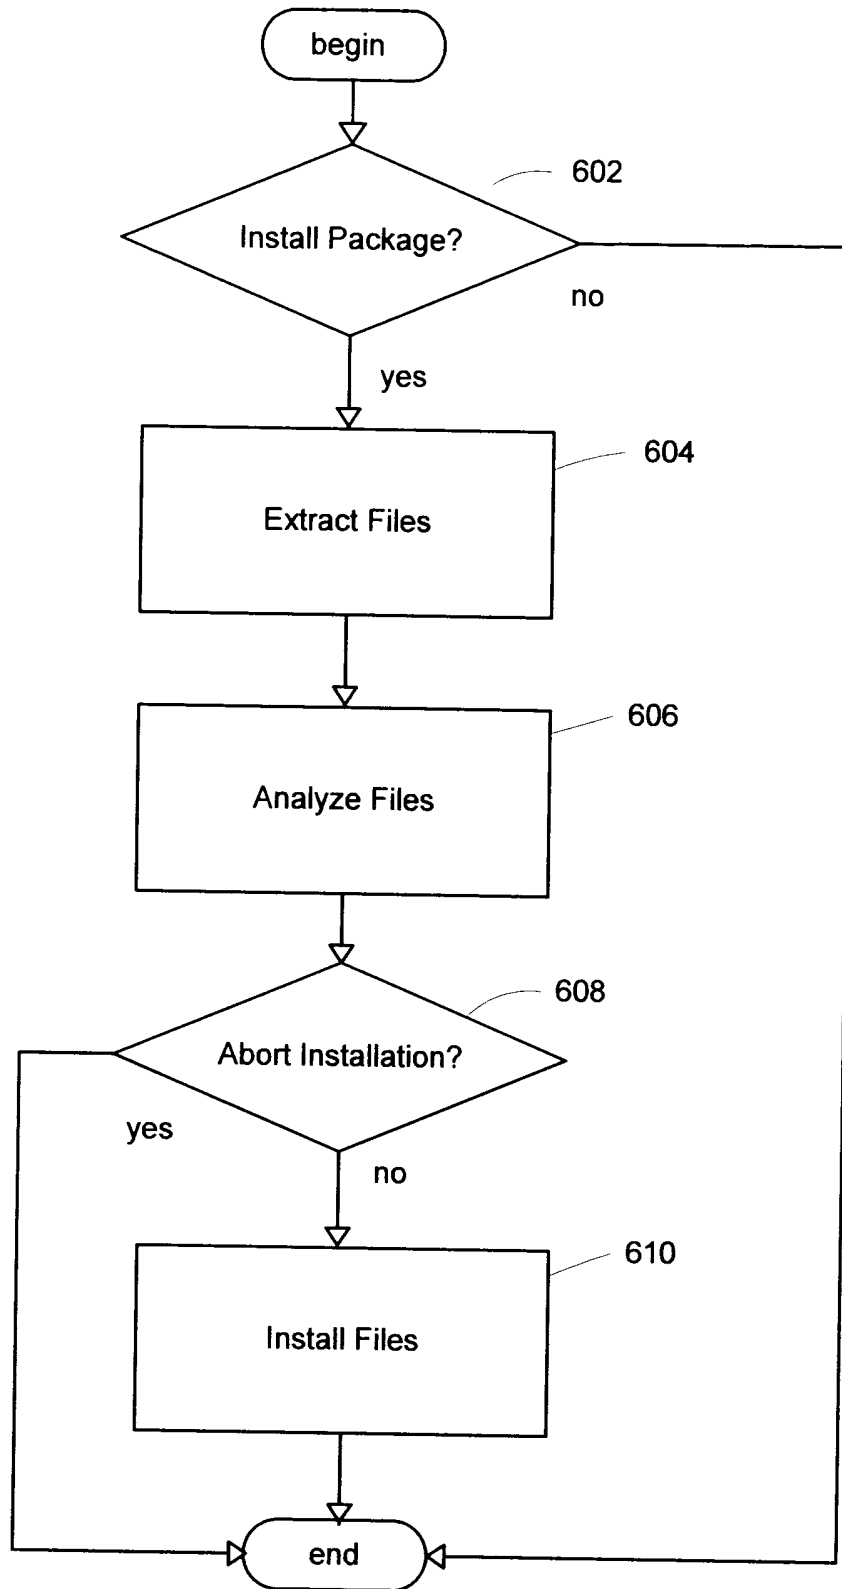 begin
602
Install Package?
no
yes
604
Extract Files
606
Analyze Files
608
Abort Installation?
yes
no
610
Install Files
end